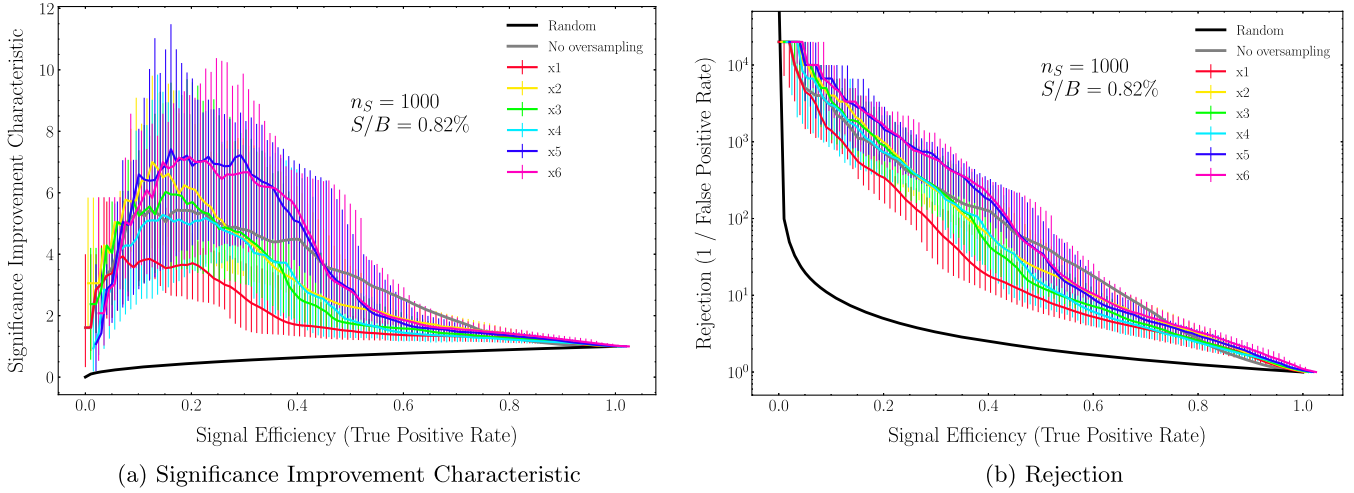 Significance Improvement Characteristic
12
10
8
6
4
2
0
0.0
0.2
0.4
0.6
0.8
1.0
Signal Efficiency (True Positive Rate)
Random
No oversampling
x1
x2
x3
x4
x5
x6
n_S = 1000
S/B = 0.82%
(a) Significance Improvement Characteristic
Rejection (1 / False Positive Rate)
10^4
10^3
10^2
10^1
10^0
0.0
0.2
0.4
0.6
0.8
1.0
Signal Efficiency (True Positive Rate)
Random
No oversampling
x1
x2
x3
x4
x5
x6
n_S = 1000
S/B = 0.82%
(b) Rejection